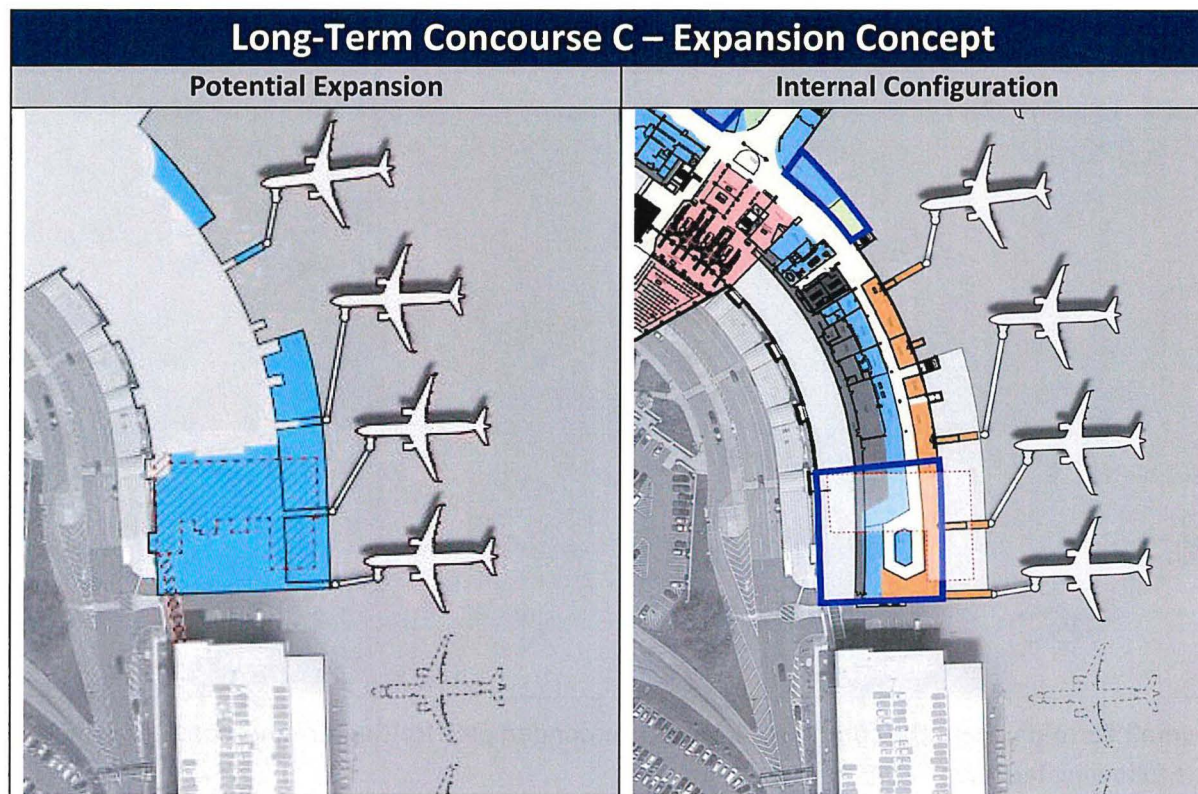 Long-Term Concourse C – Expansion Concept
Potential Expansion
Internal Configuration